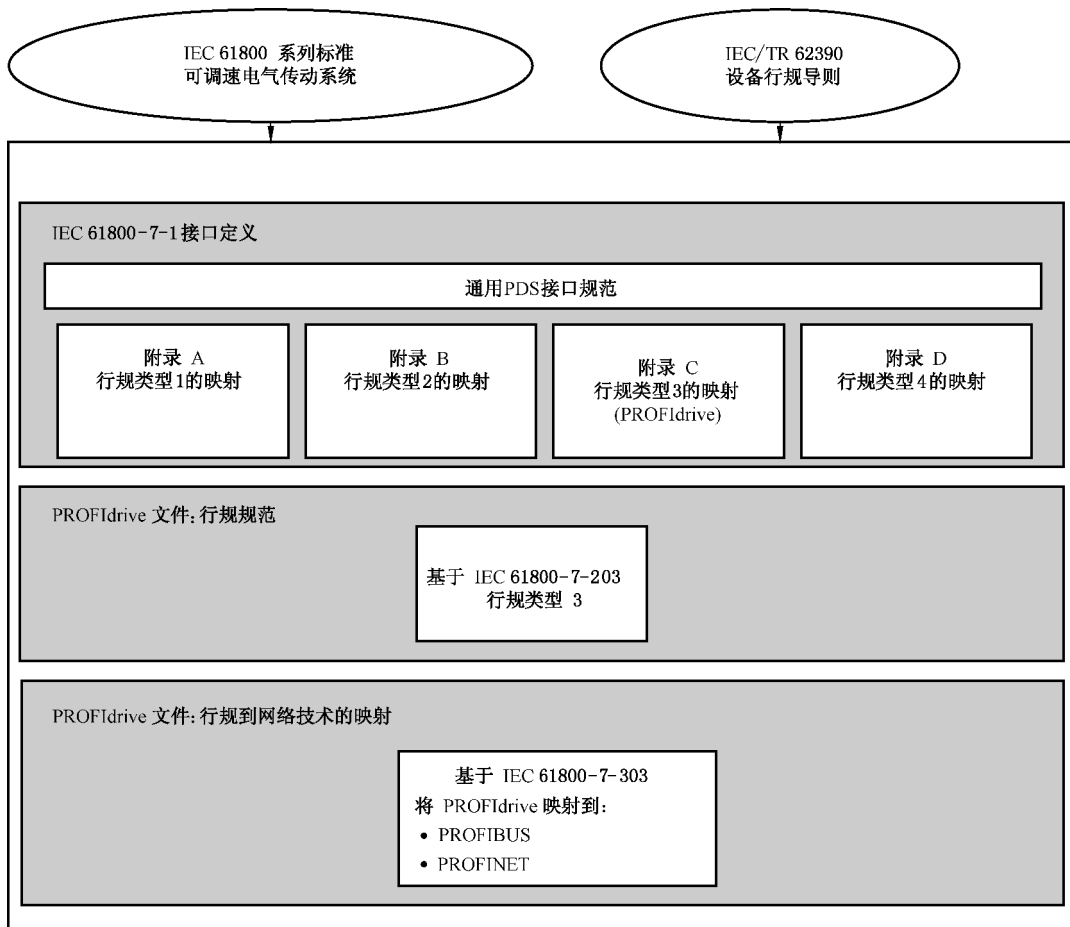 IEC 61800 系列标准
可调速电气传动系统
IEC/TR 62390
设备行规导则
IEC 61800-7-1接口定义
通用PDS接口规范
附录 A
行规类型1的映射
附录 B
行规类型2的映射
附录 C
行规类型3的映射
(PROFIdrive)
附录 D
行规类型4的映射
PROFIdrive 文件:行规规范
基于 IEC 61800-7-203
行规类型 3
PROFIdrive 文件:行规到网络技术的映射
基于 IEC 61800-7-303
将 PROFIdrive 映射到:
• PROFIBUS
• PROFINET